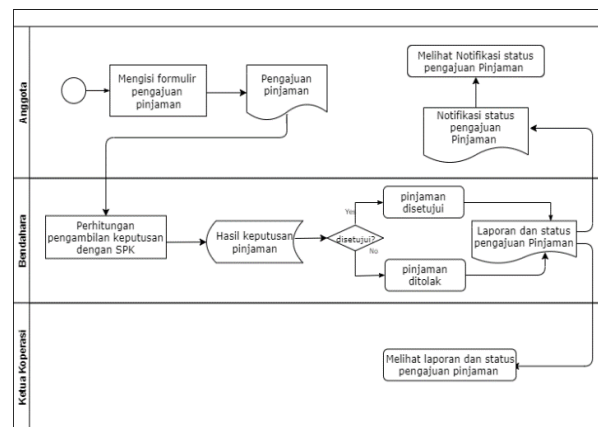 Anggota
Mengisi formulir
pengajuan
pinjaman
Pengajuan
pinjaman
Melihat Notifikasi status
pengajuan Pinjaman
Notifikasi status
pengajuan
Pinjaman
Bendahara
Perhitungan
pengambilan keputusan
dengan SPK
Hasil keputusan
pinjaman
disetujui?
Yes
No
pinjaman
disetujui
pinjaman
ditolak
Laporan dan status
pengajuan Pinjaman
Ketua Koperasi
Melihat laporan dan status
pengajuan pinjaman